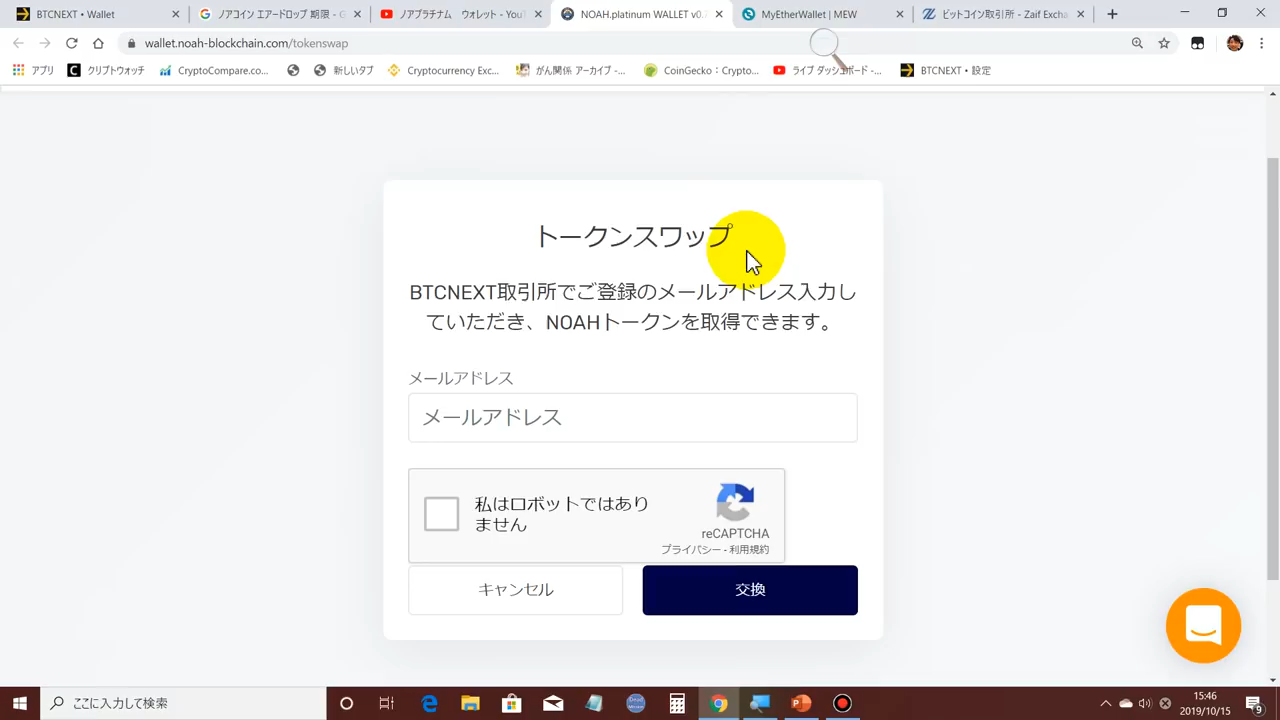 BTCNEXT • Wallet
ノアコイン エアードロップ 期限 - G
ノアプラチナム・ウォレット - YouT
NOAH.platinum WALLET v0.
MyEtherWallet | MEW
ビットコイン取引所 - Zaif Excha
wallet.noah-blockchain.com/tokenswap
アプリ
クリプトウォッチ
CryptoCompare.co...
新しいタブ
Cryptocurrency Exc...
がん関係 アーカイブ - ...
CoinGecko：Crypto...
ライブ ダッシュボード - ...
BTCNEXT • 設定
トークンスワップ
BTCNEXT取引所でご登録のメールアドレス入力し
ていただき、NOAHトークンを取得できます。
メールアドレス
メールアドレス
私はロボットではあり
ません
reCAPTCHA
プライバシー - 利用規約
キャンセル
交換
ここに入力して検索
15:46
2019/10/15